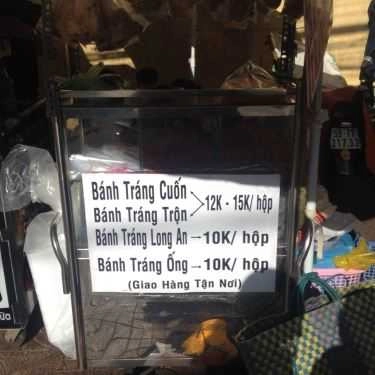 Bánh Tráng Cuốn
Bánh Tráng Trộn > 12K - 15K/ hộp
Bánh Tráng Long An → 10K/ hộp
Bánh Tráng Ống → 10K/ hộp
(Giao Hàng Tận Nơi)